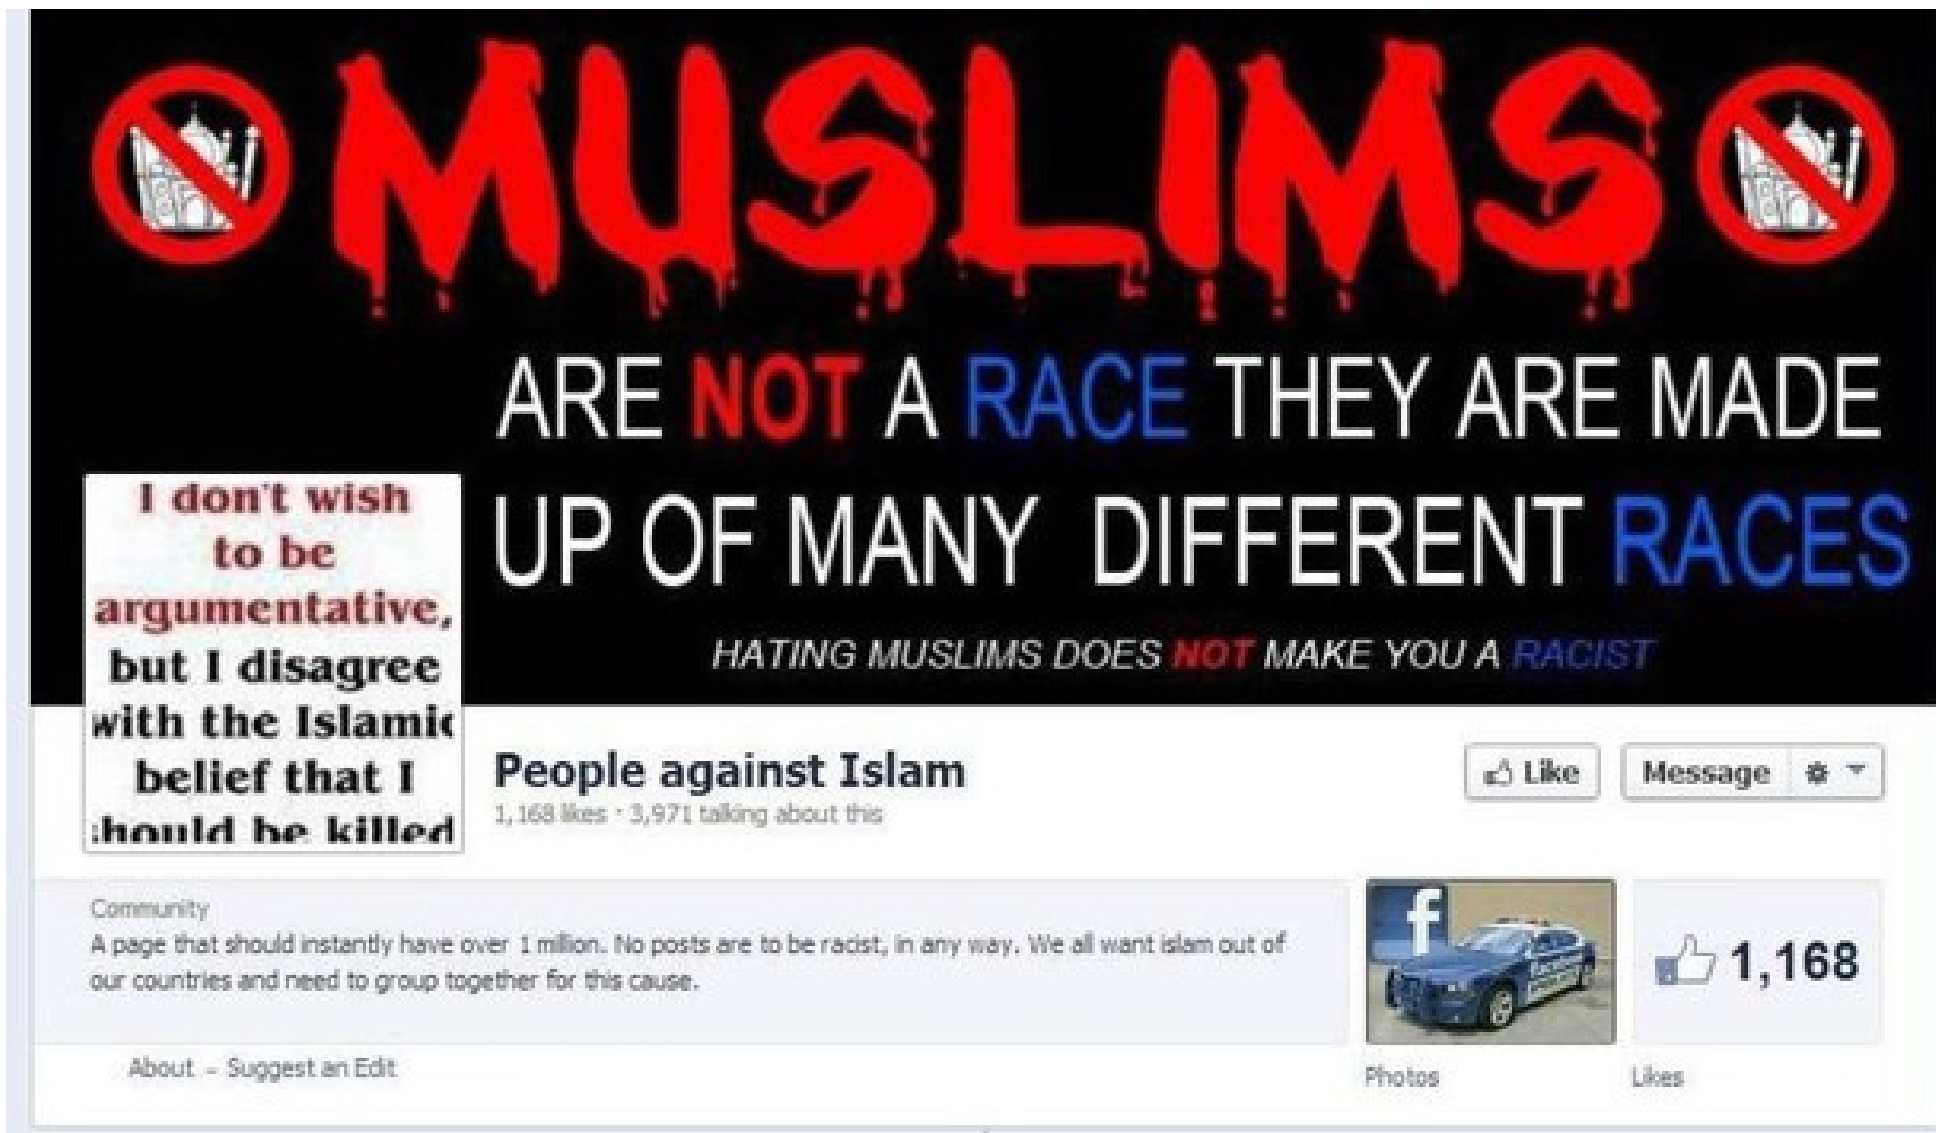 MUSLIMS
ARE NOT A RACE THEY ARE MADE
UP OF MANY DIFFERENT RACES
HATING MUSLIMS DOES NOT MAKE YOU A RACIST
I don't wish
to be
argumentative,
but I disagree
with the Islamic
belief that I
should be killed
People against Islam
1,168 likes · 3,971 talking about this
Like
Message
Community
A page that should instantly have over 1 million. No posts are to be racist, in any way. We all want islam out of
our countries and need to group together for this cause.
About – Suggest an Edit
f
Photos
1,168
Likes